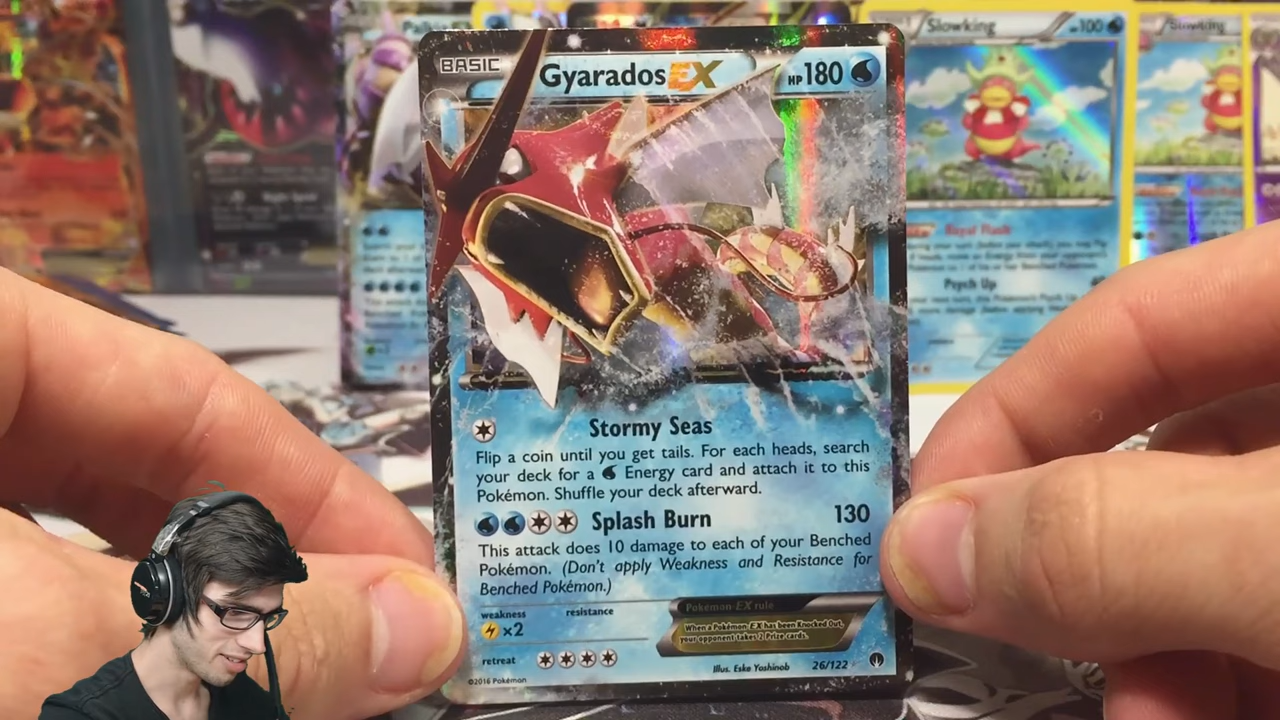 BASIC
Gyarados EX
HP180
Slowking
HP100
Slowking
Stormy Seas
Flip a coin until you get tails. For each heads, search
your deck for a Energy card and attach it to this
Pokémon. Shuffle your deck afterward.
Splash Burn 130
This attack does 10 damage to each of your Benched
Pokémon. (Don't apply Weakness and Resistance for
Benched Pokémon.)
weakness
resistance
×2
retreat
Pokémon-EX rule
When a Pokémon-EX has been Knocked Out,
your opponent takes 2 Prize cards.
Illus. Eske Yoshinob
26/122
©2016 Pokémon
Royal Flash
Psych Up